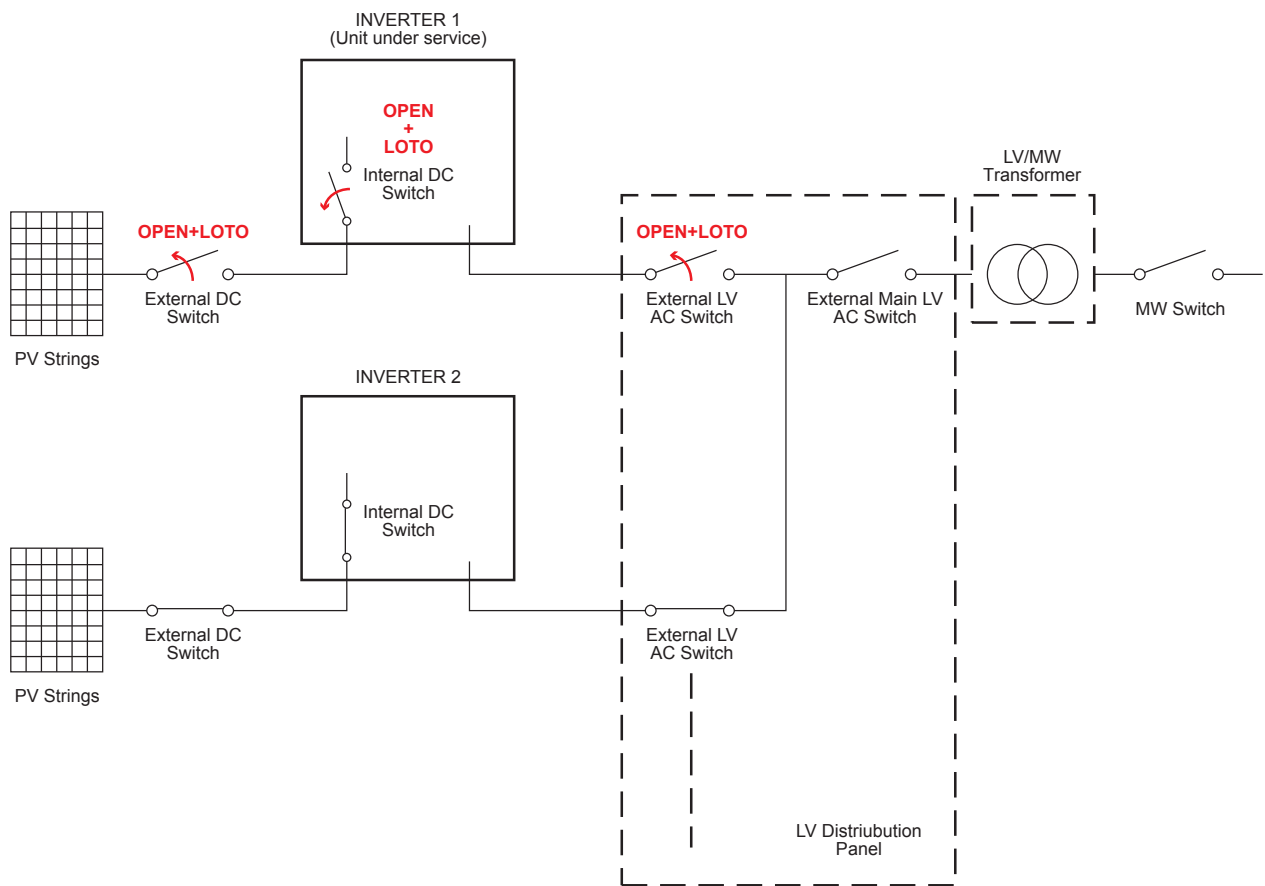 INVERTER 1
(Unit under service)
OPEN
+
LOTO
Internal DC
Switch
LV/MW
Transformer
OPEN+LOTO
External DC
Switch
PV Strings
OPEN+LOTO
External LV
AC Switch
External Main LV
AC Switch
MW Switch
INVERTER 2
Internal DC
Switch
External DC
Switch
PV Strings
External LV
AC Switch
LV Distriubution
Panel